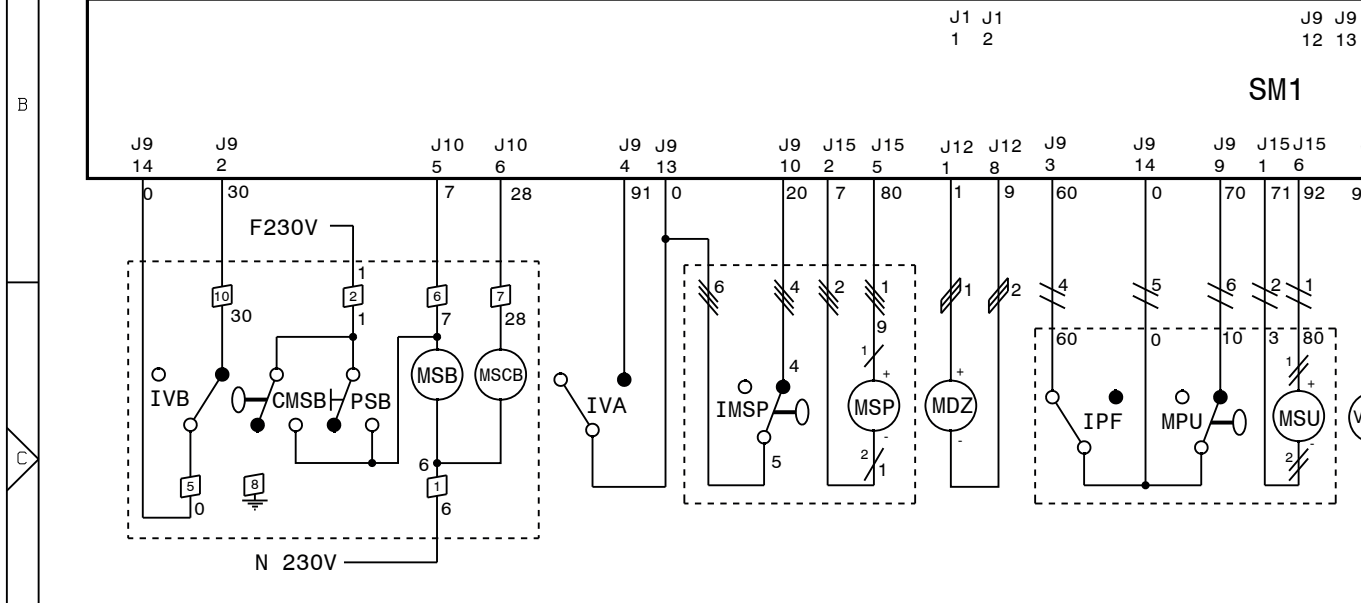 J1 J1 J9 J9
1 2 12 13
B
SM1
J9 J9 J10 J10 J9 J9 J9 J15 J15 J12 J12 J9 J9 J9 J15 J15
14 2 5 6 4 13 10 2 5 1 8 3 14 9 1 6
0 30 7 28 91 0 20 7 80 1 9 60 0 70 71 92 9
F230V
1
10 2 6 7 6 4 2 1 1 2 4 5 6 2 1
30 1 7 28 9 60 0 10 3 80
1 1
4 + + +
MSB MSCB
IVB CMSB PSB IVA IMSP MSP MDZ IPF MPU MSU V
- - -
6 5 2 1 2
C
5 8 1
0 6
N 230V